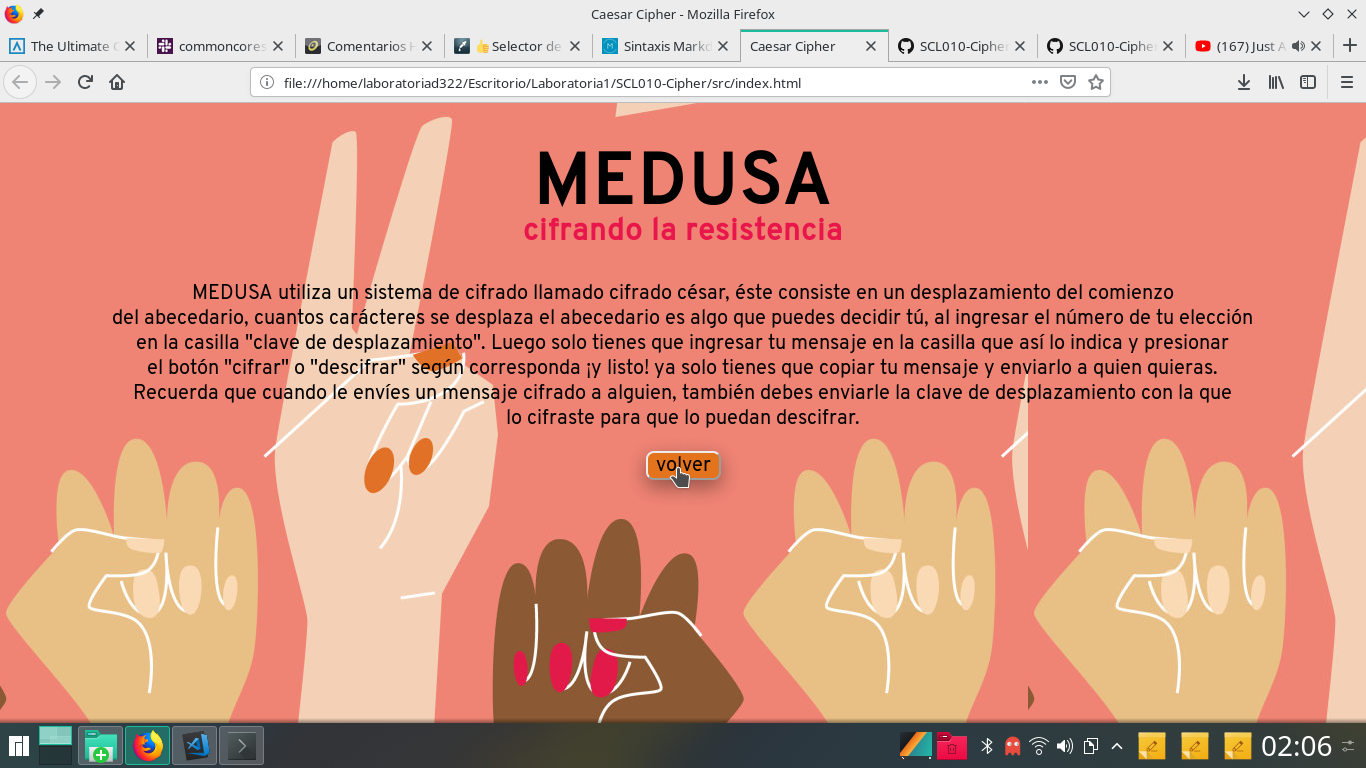 Caesar Cipher - Mozilla Firefox
The Ultimate
commoncores
Comentarios
👍Selector de
Sintaxis Markd
Caesar Cipher
SCL010-Cipher
SCL010-Cipher
(167) Just
file:///home/laboratoriad322/Escritorio/Laboratoria1/SCL010-Cipher/src/index.html
MEDUSA
cifrando la resistencia
MEDUSA utiliza un sistema de cifrado llamado cifrado césar, éste consiste en un desplazamiento del comienzo
del abecedario, cuantos carácteres se desplaza el abecedario es algo que puedes decidir tú, al ingresar el número de tu elección
en la casilla "clave de desplazamiento". Luego solo tienes que ingresar tu mensaje en la casilla que así lo indica y presionar
el botón "cifrar" o "descifrar" según corresponda ¡y listo! ya solo tienes que copiar tu mensaje y enviarlo a quien quieras.
Recuerda que cuando le envíes un mensaje cifrado a alguien, también debes enviarle la clave de desplazamiento con la que
lo cifraste para que lo puedan descifrar.
volver
02:06